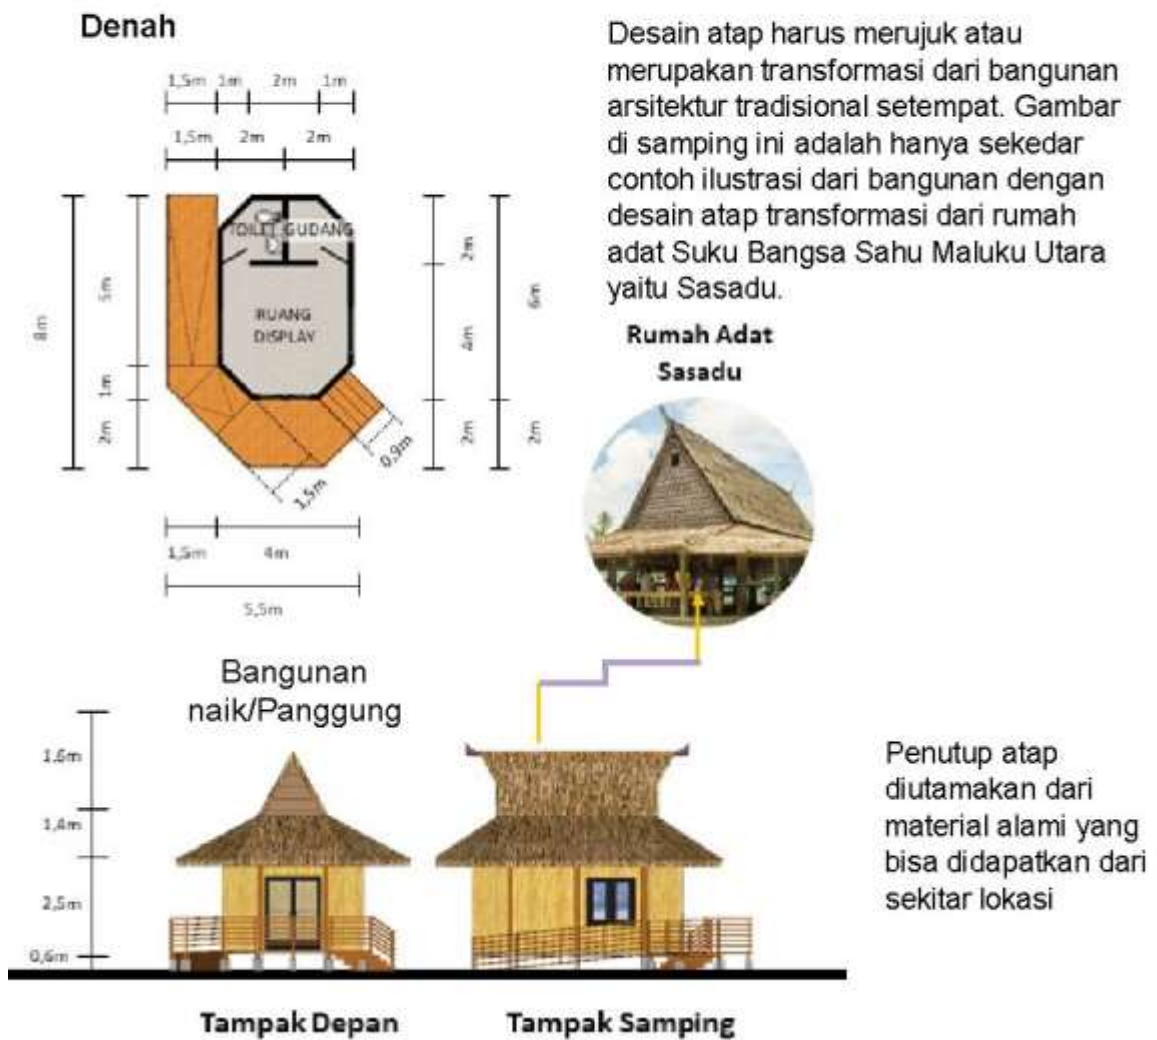 Denah
1,5m 1m 2m 1m
1,5m 2m 2m
8m
5m
1m
2m
TOILET GUDANG
RUANG
DISPLAY
2m
4m
2m
6m
2m
0,9m
1,5m
1,5m 4m
5,5m
Desain atap harus merujuk atau
merupakan transformasi dari bangunan
arsitektur tradisional setempat. Gambar
di samping ini adalah hanya sekedar
contoh ilustrasi dari bangunan dengan
desain atap transformasi dari rumah
adat Suku Bangsa Sahu Maluku Utara
yaitu Sasadu.
Rumah Adat
Sasadu
Bangunan
naik/Panggung
1,6m
1,4m
2,5m
0,6m
Penutup atap
diutamakan dari
material alami yang
bisa didapatkan dari
sekitar lokasi
Tampak Depan
Tampak Samping